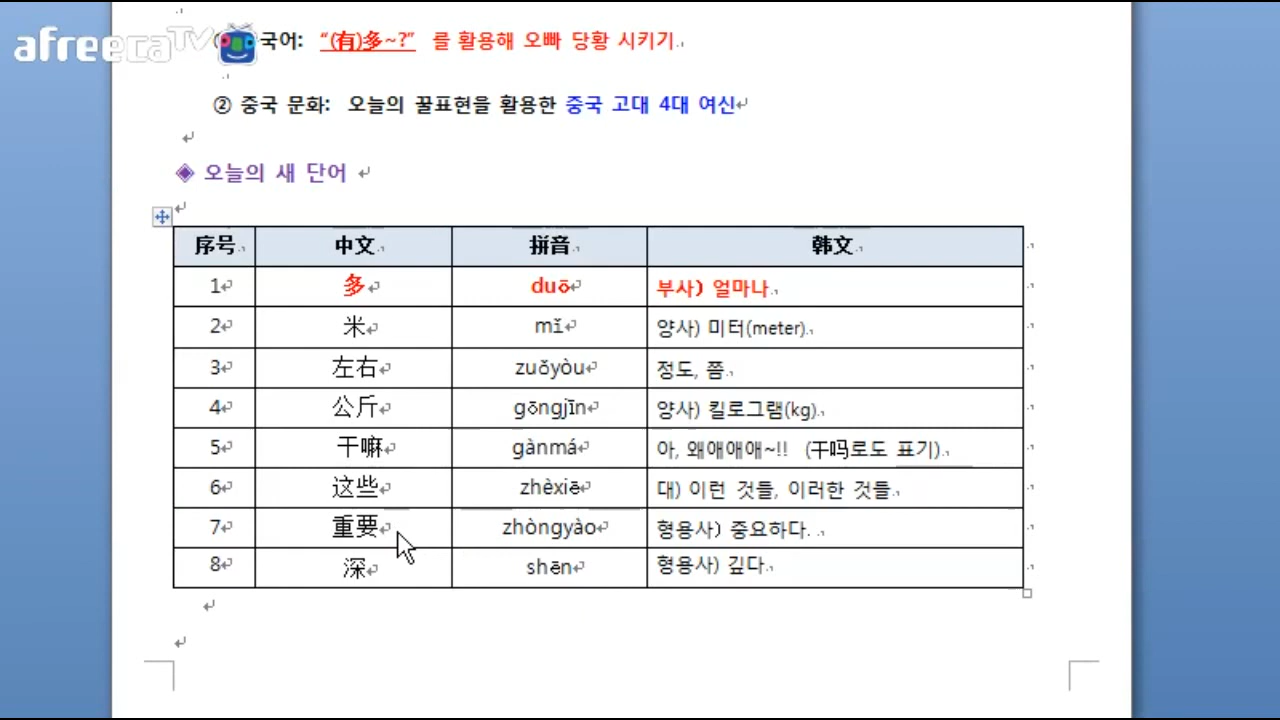 afreecaTV
국어: “(有)多~?” 를 활용해 오빠 당황 시키기
② 중국 문화: 오늘의 꿀표현을 활용한 중국 고대 4대 여신
◈ 오늘의 새 단어
序号 中文 拼音 韩文
1 多 duō 부사) 얼마나
2 米 mǐ 양사) 미터(meter)
3 左右 zuǒyòu 정도, 쯤
4 公斤 gōngjīn 양사) 킬로그램(kg)
5 干嘛 gànmá 아, 왜애애애~!! (干吗로도 표기)
6 这些 zhèxiē 대) 이런 것들, 이러한 것들
7 重要 zhòngyào 형용사) 중요하다.
8 深 shēn 형용사) 깊다